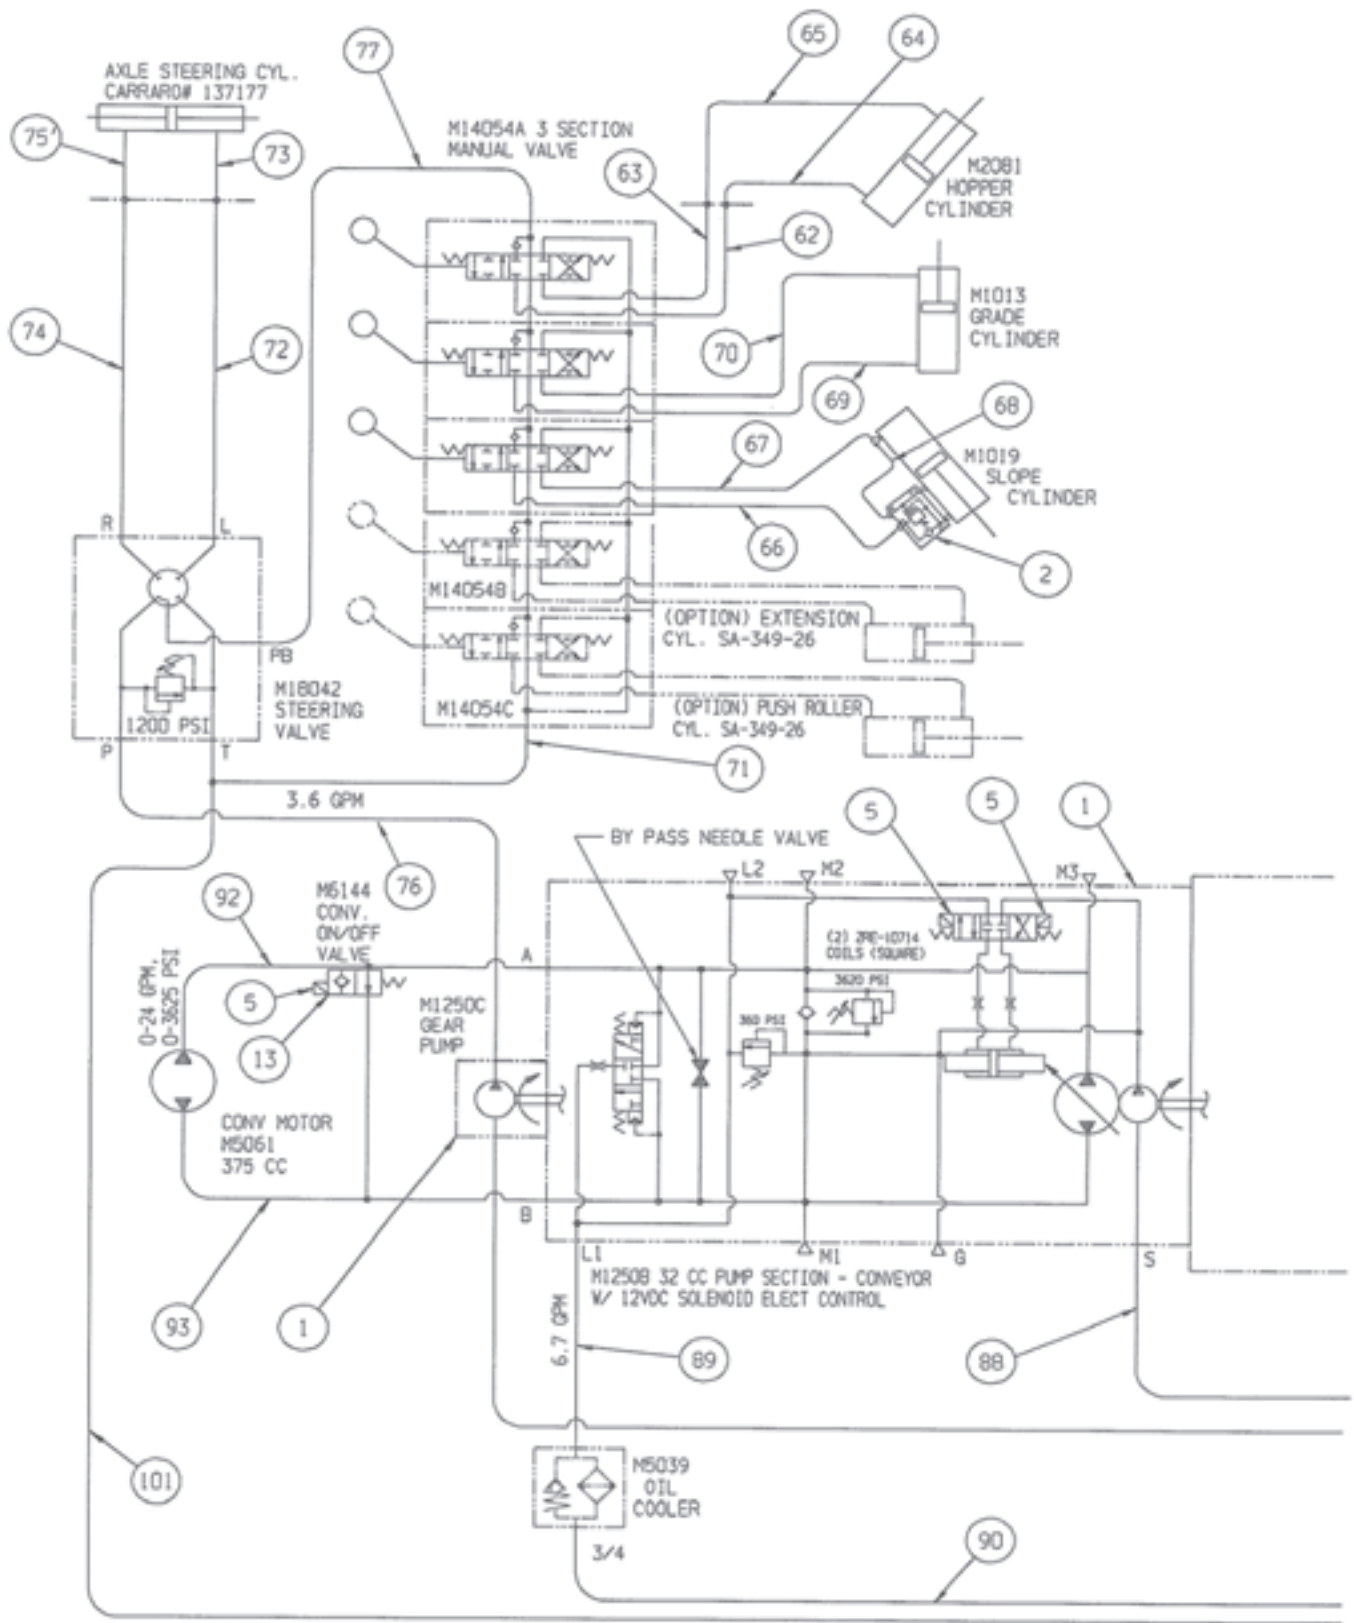 77
65
64
AXLE STEERING CYL.
CARRARO# 137177
75'
73
M14054A 3 SECTION
MANUAL VALVE
63
M2081
HOPPER
CYLINDER
62
74
72
M1013
GRADE
CYLINDER
70
69
68
67
M1019
SLOPE
CYLINDER
66
2
R
L
M14054B
(OPTION) EXTENSION
CYL. SA-349-26
PB
M18042
STEERING
VALVE
1200 PSI
M14054C
(OPTION) PUSH ROLLER
CYL. SA-349-26
P
T
71
3.6 GPM
5
5
1
BY PASS NEEDLE VALVE
76
L2
M2
M3
92
M6144
CONV.
ON/OFF
VALVE
0-24 GPM,
0-3625 PSI
A
(2) 2RE-10714
COILS (SQUARE)
5
3620 PSI
13
M1250C
GEAR
PUMP
360 PSI
CONV MOTOR
M5061
375 CC
B
L1
M1
G
S
M1250B 32 CC PUMP SECTION - CONVEYOR
W/ 12VDC SOLENOID ELECT CONTROL
93
1
6.7 GPM
89
88
101
M5039
OIL
COOLER
3/4
90